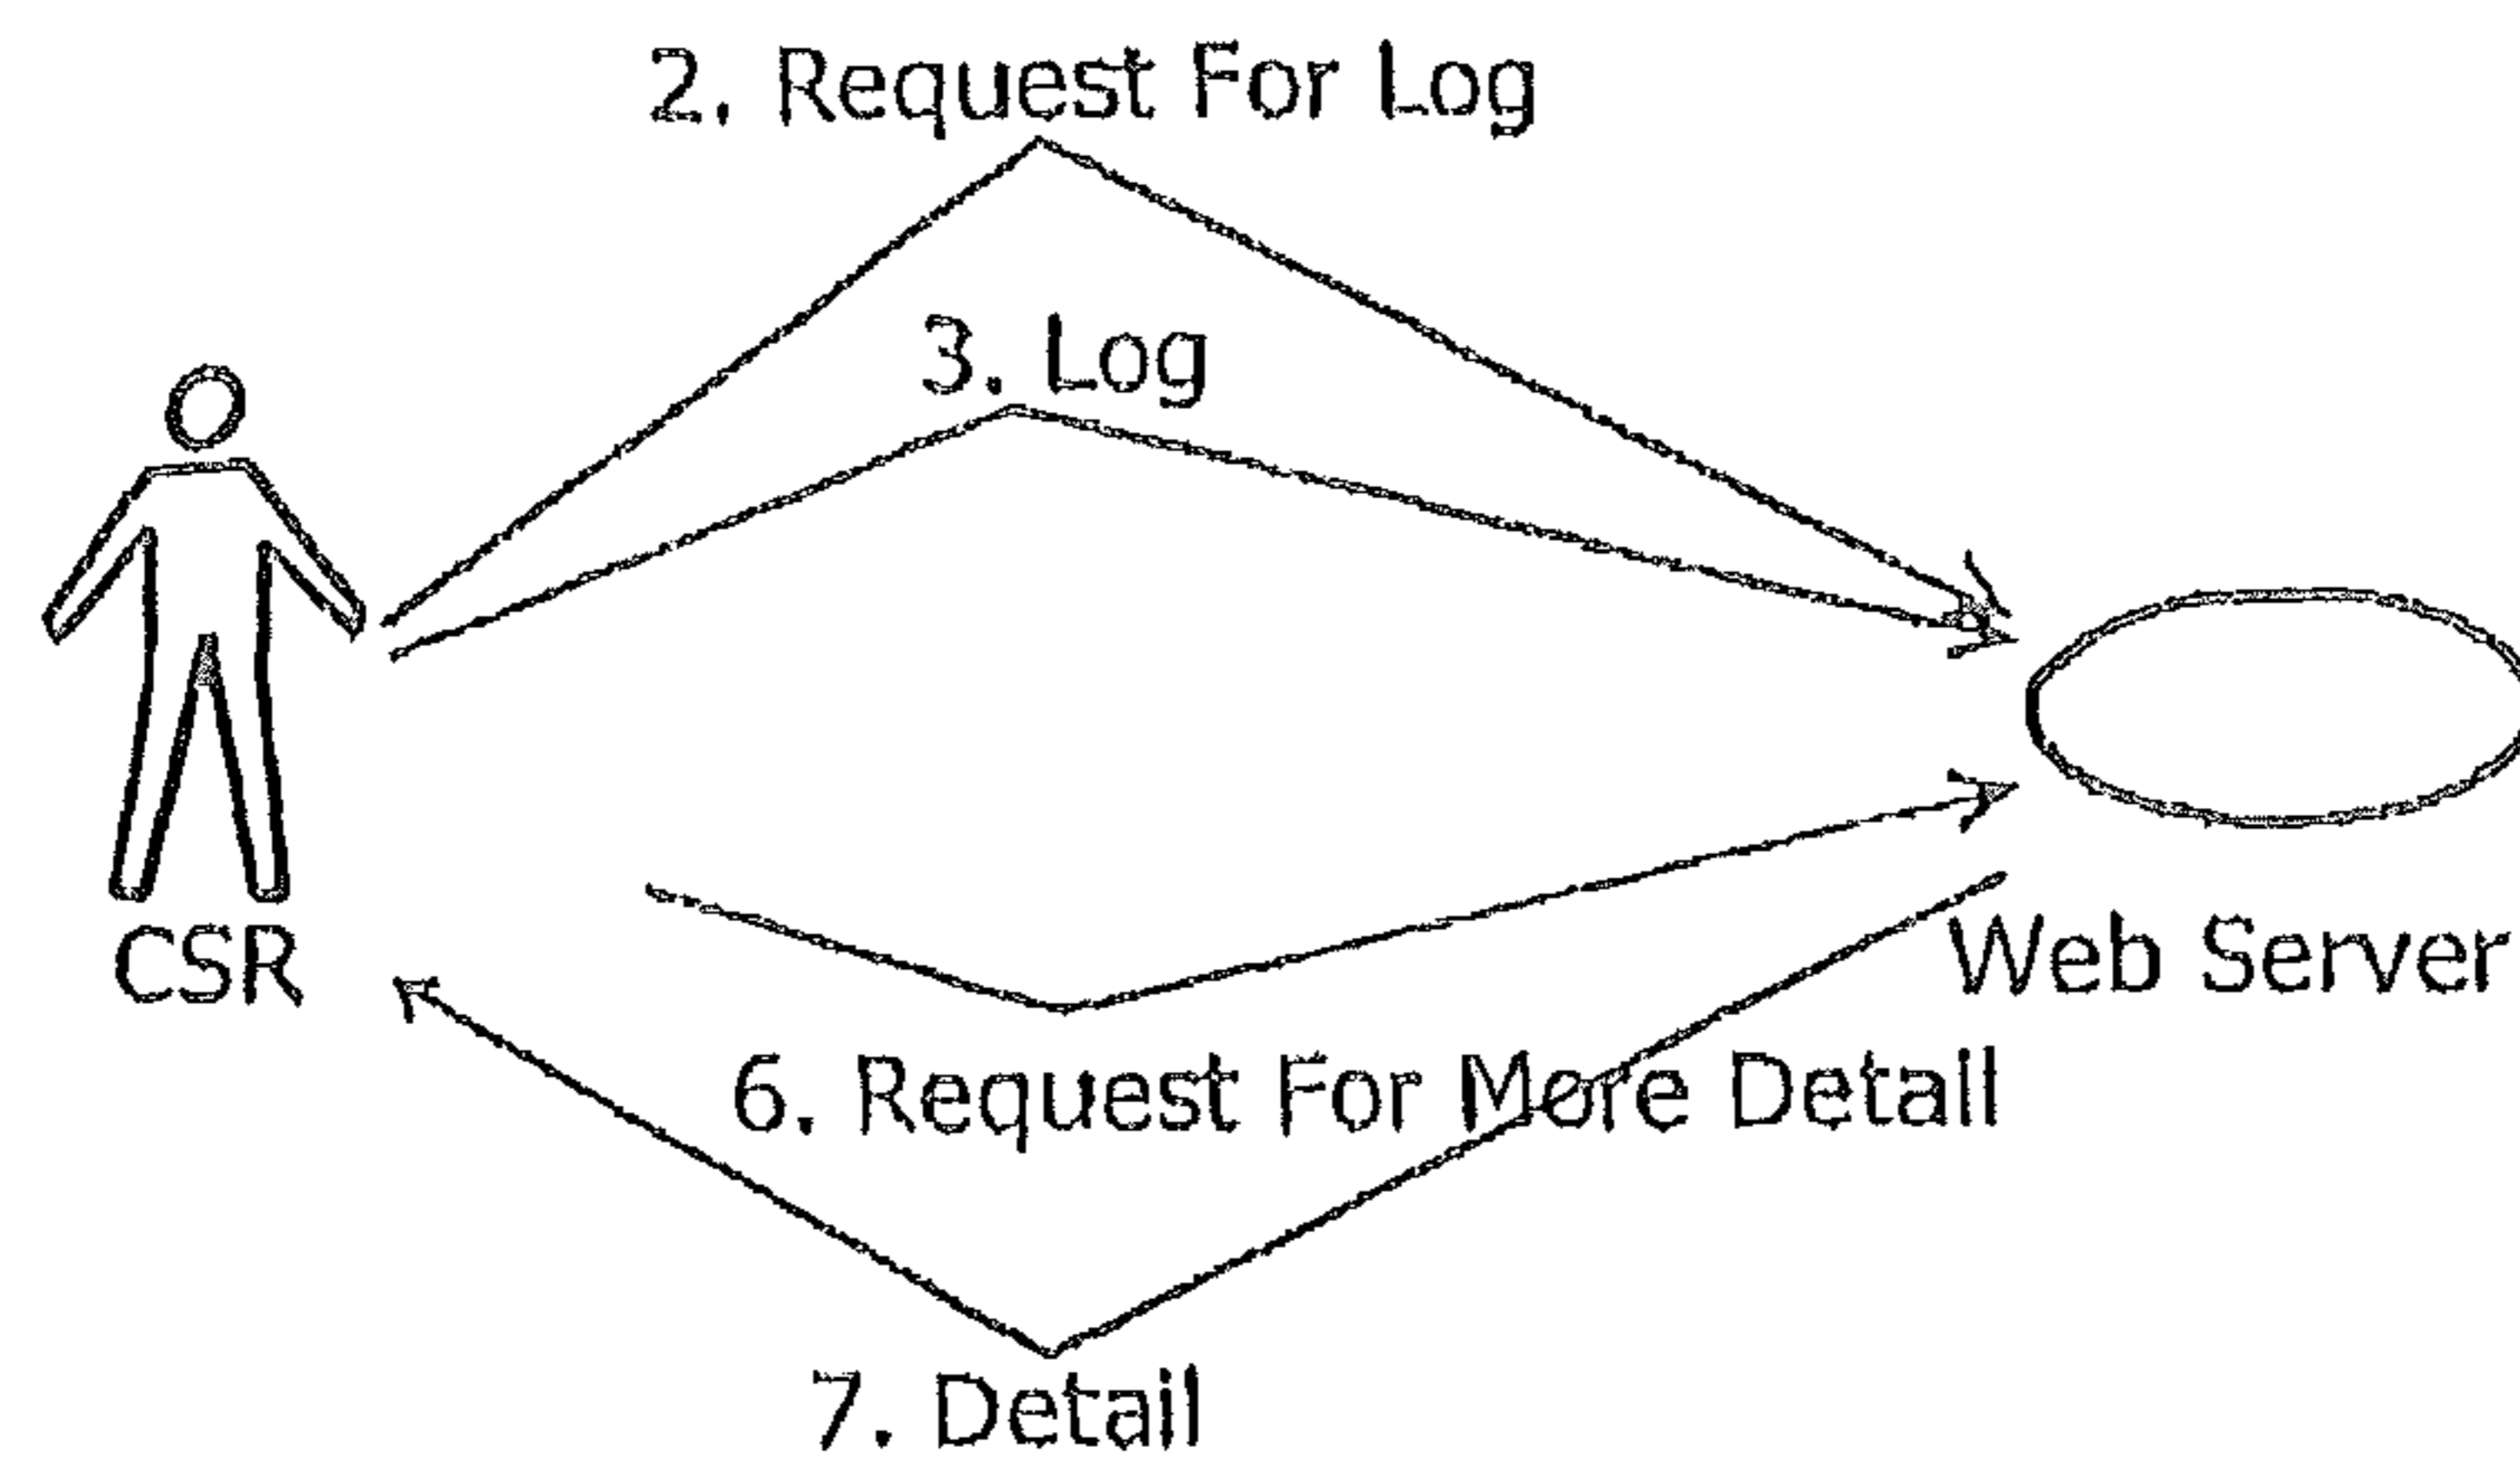 2. Request For Log
3. Log
CSR
Web Server
6. Request For More Detail
7. Detail